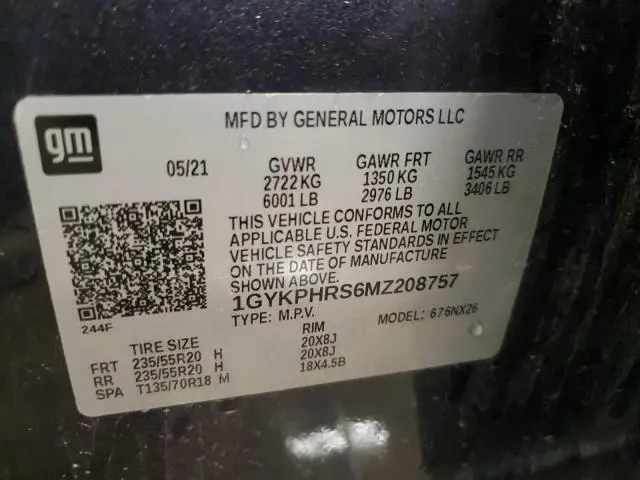 gm
MFD BY GENERAL MOTORS LLC
05/21 GVWR GAWR FRT GAWR RR
2722 KG 1350 KG 1545 KG
6001 LB 2976 LB 3406 LB
THIS VEHICLE CONFORMS TO ALL
APPLICABLE U.S. FEDERAL MOTOR
VEHICLE SAFETY STANDARDS IN EFFECT
ON THE DATE OF MANUFACTURE
SHOWN ABOVE.
1GYKPHRS6MZ208757
244F TYPE: M.P.V. MODEL: 676NX26
TIRE SIZE RIM
FRT 235/55R20 H 20X8J
RR 235/55R20 H 20X8J
SPA T135/70R18 M 18X4.5B